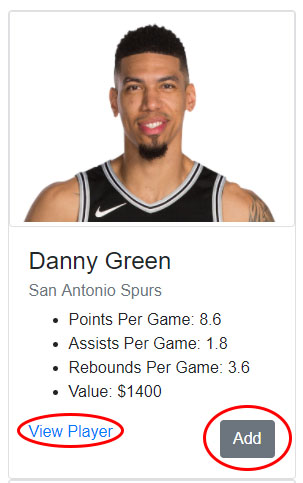 Danny Green
San Antonio Spurs
Points Per Game: 8.6
Assists Per Game: 1.8
Rebounds Per Game: 3.6
Value: $1400
View Player
Add